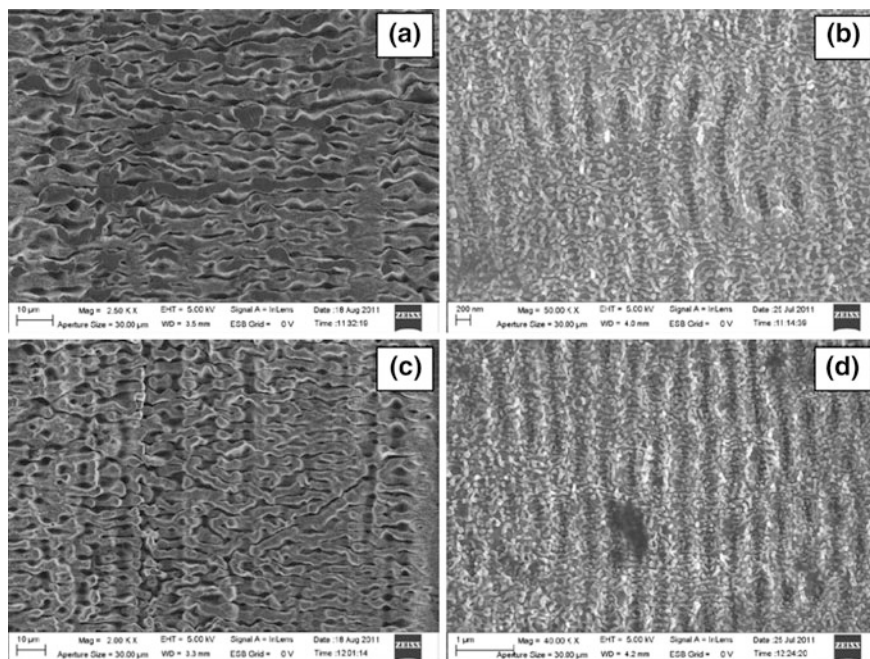 (a)
10 µm
Mag = 2.50 K X
EHT = 5.00 kV
Signal A = InLens
Date :18 Aug 2011
Aperture Size = 30.00 µm
WD = 3.5 mm
ESB Grid = 0 V
Time :11:32:16
ZEISS
(b)
200 nm
Mag = 50.00 K X
EHT = 5.00 kV
Signal A = InLens
Date :25 Jul 2011
Aperture Size = 30.00 µm
WD = 4.0 mm
ESB Grid = 0 V
ZEISS
(c)
10 µm
Mag = 2.00 K X
EHT = 5.00 kV
Signal A = InLens
Date :18 Aug 2011
Aperture Size = 30.00 µm
WD = 3.3 mm
ESB Grid = 0 V
Time :12:01:14
ZEISS
(d)
1 µm
Mag = 40.00 K X
EHT = 5.00 kV
Signal A = InLens
Date :25 Jul 2011
Aperture Size = 30.00 µm
WD = 4.2 mm
ESB Grid = 0 V
Time :12:24:20
ZEISS